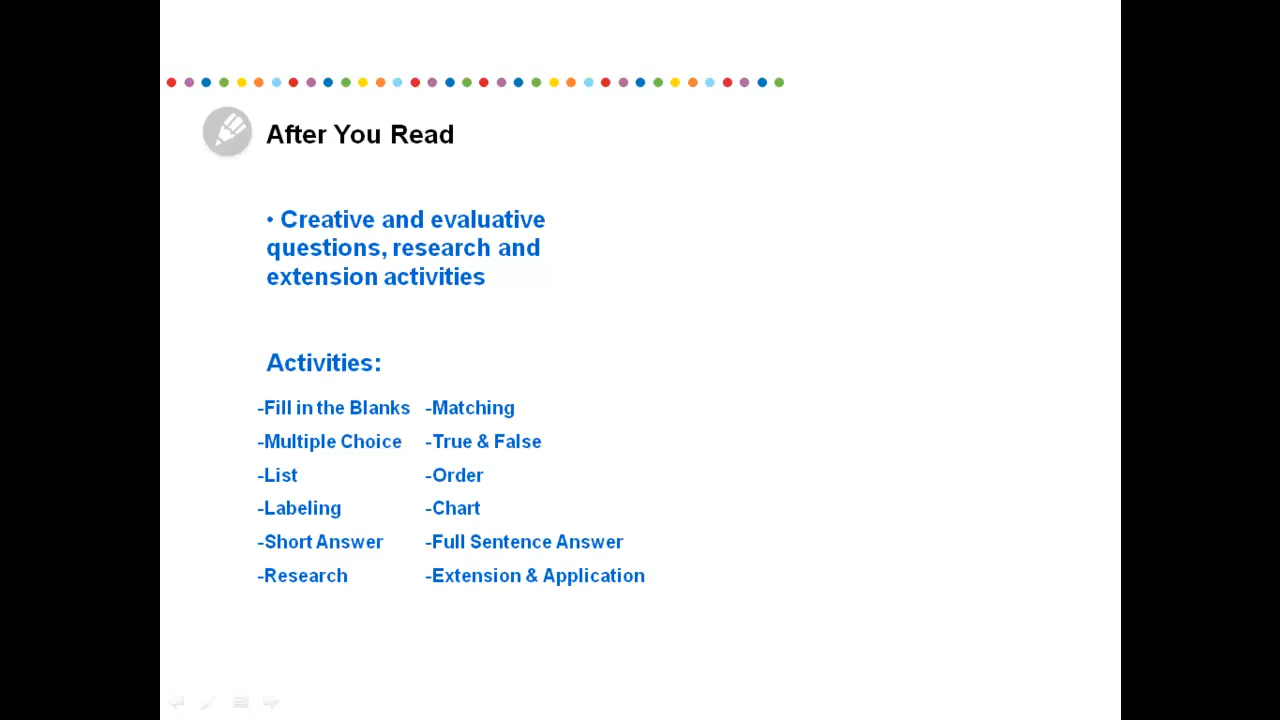 After You Read
• Creative and evaluative
questions, research and
extension activities
Activities:
-Fill in the Blanks -Matching
-Multiple Choice -True & False
-List -Order
-Labeling -Chart
-Short Answer -Full Sentence Answer
-Research -Extension & Application